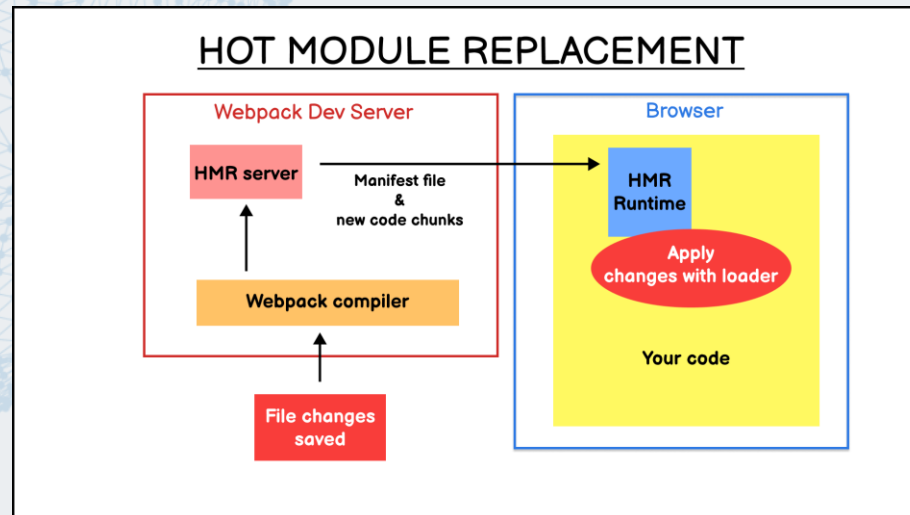 HOT MODULE REPLACEMENT
Webpack Dev Server
HMR server
Manifest file
&
new code chunks
Webpack compiler
File changes
saved
Browser
HMR
Runtime
Apply
changes with loader
Your code